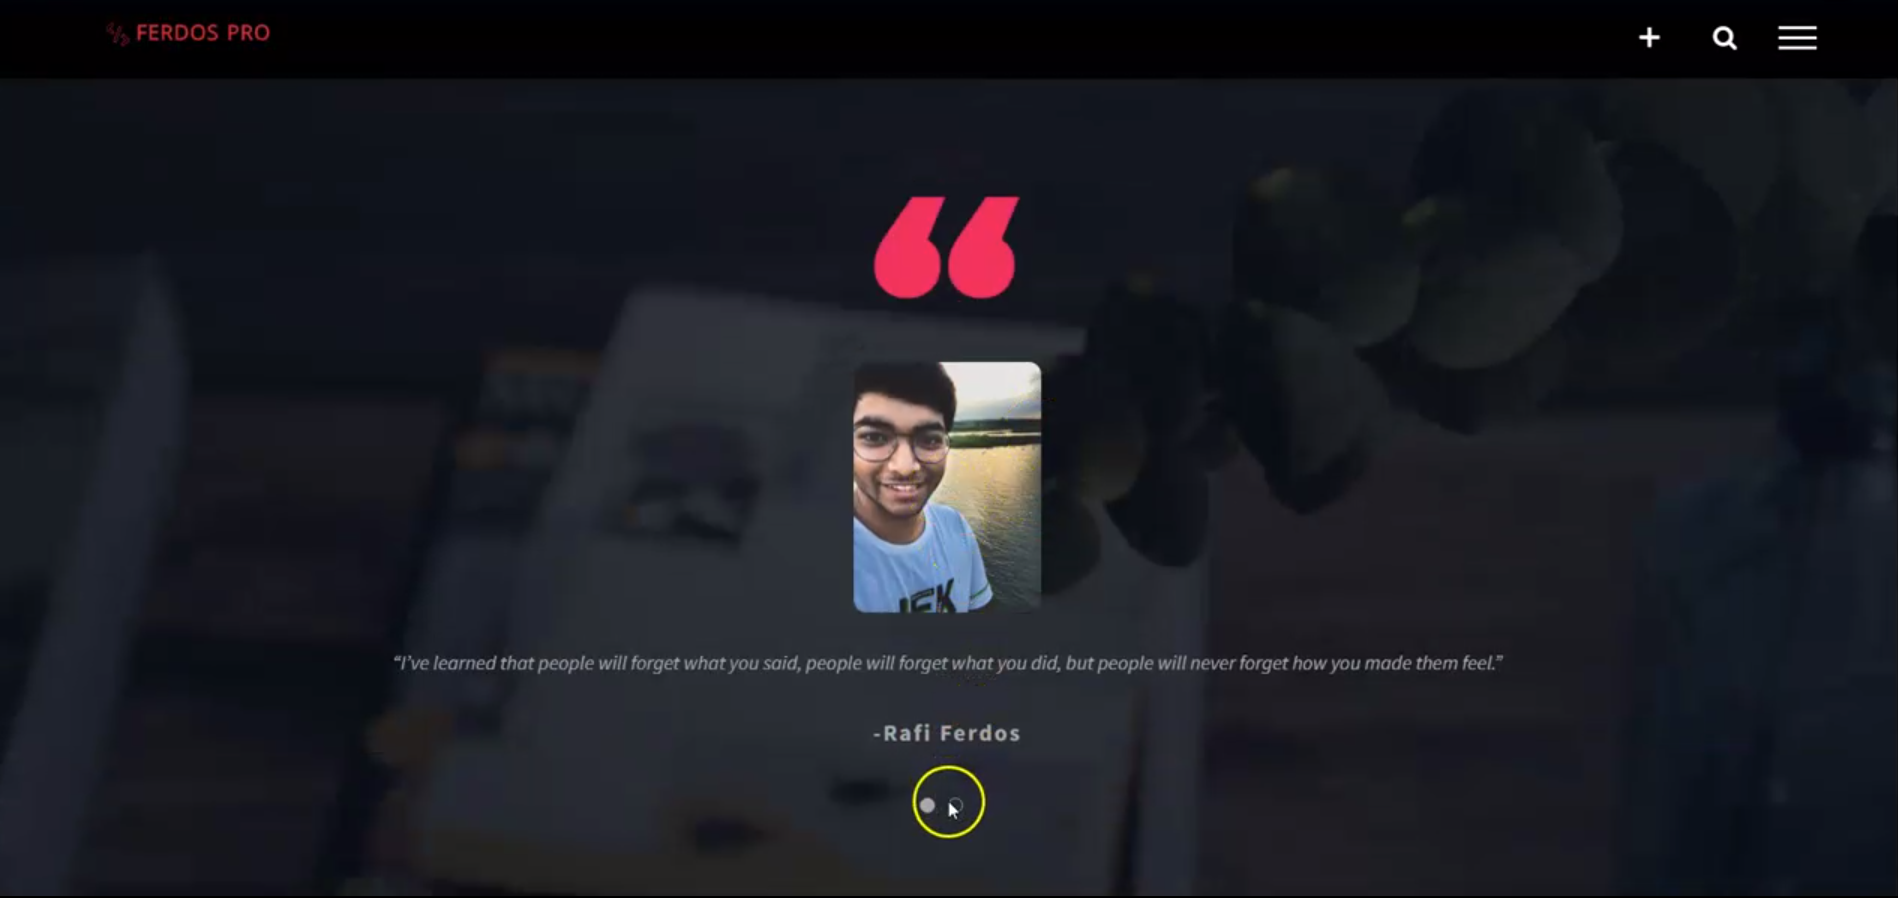 FERDOS PRO
“I’ve learned that people will forget what you said, people will forget what you did, but people will never forget how you made them feel.”
-Rafi Ferdos